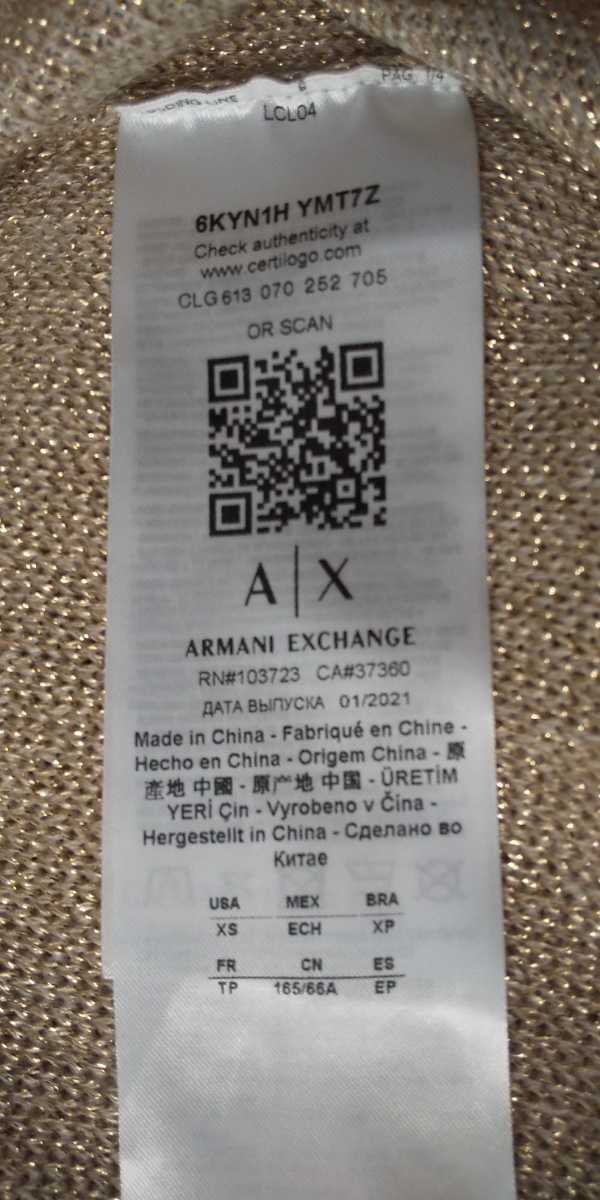 PAG. 1/4
LINE
LCL04
6KYN1H YMT7Z
Check authenticity at
www.certilogo.com
CLG 613 070 252 705
OR SCAN
A|X
ARMANI EXCHANGE
RN#103723 CA#37360
ДАТА ВЫПУСКА 01/2021
Made in China - Fabriqué en Chine -
Hecho en China - Origem China - 原
產地 中國 - 原产地 中国 - ÜRETİM
YERİ Çin - Vyrobeno v Čína -
Hergestellt in China - Сделано во
Китае
USA MEX BRA
XS ECH XP
FR CN ES
TP 165/66A EP